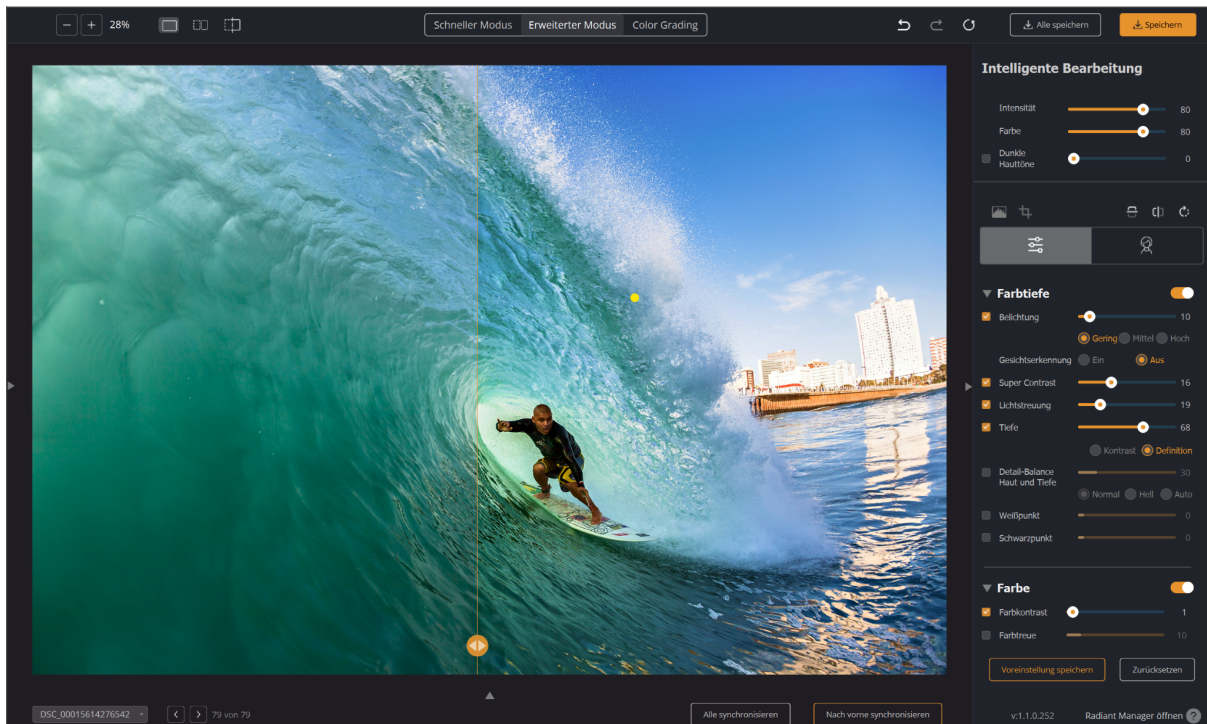 28%
Schneller Modus Erweiterter Modus Color Grading
Alle speichern
Speichern
Intelligente Bearbeitung
Intensität 80
Farbe 80
Dunkle
Hauttöne 0
Farbtiefe
Belichtung 10
Gering Mittel Hoch
Gesichtserkennung Ein Aus
Super Contrast 16
Lichtstreuung 19
Tiefe 68
Kontrast Definition
Detail-Balance
Haut und Tiefe 30
Normal Hell Auto
Weißpunkt 0
Schwarzpunkt 0
Farbe
Farbkontrast 1
Farbtreue 10
Voreinstellung speichern Zurücksetzen
DSC_00015614276542
79 von 79
Alle synchronisieren
Nach vorne synchronisieren
v:1.1.0.252
Radiant Manager öffnen ?